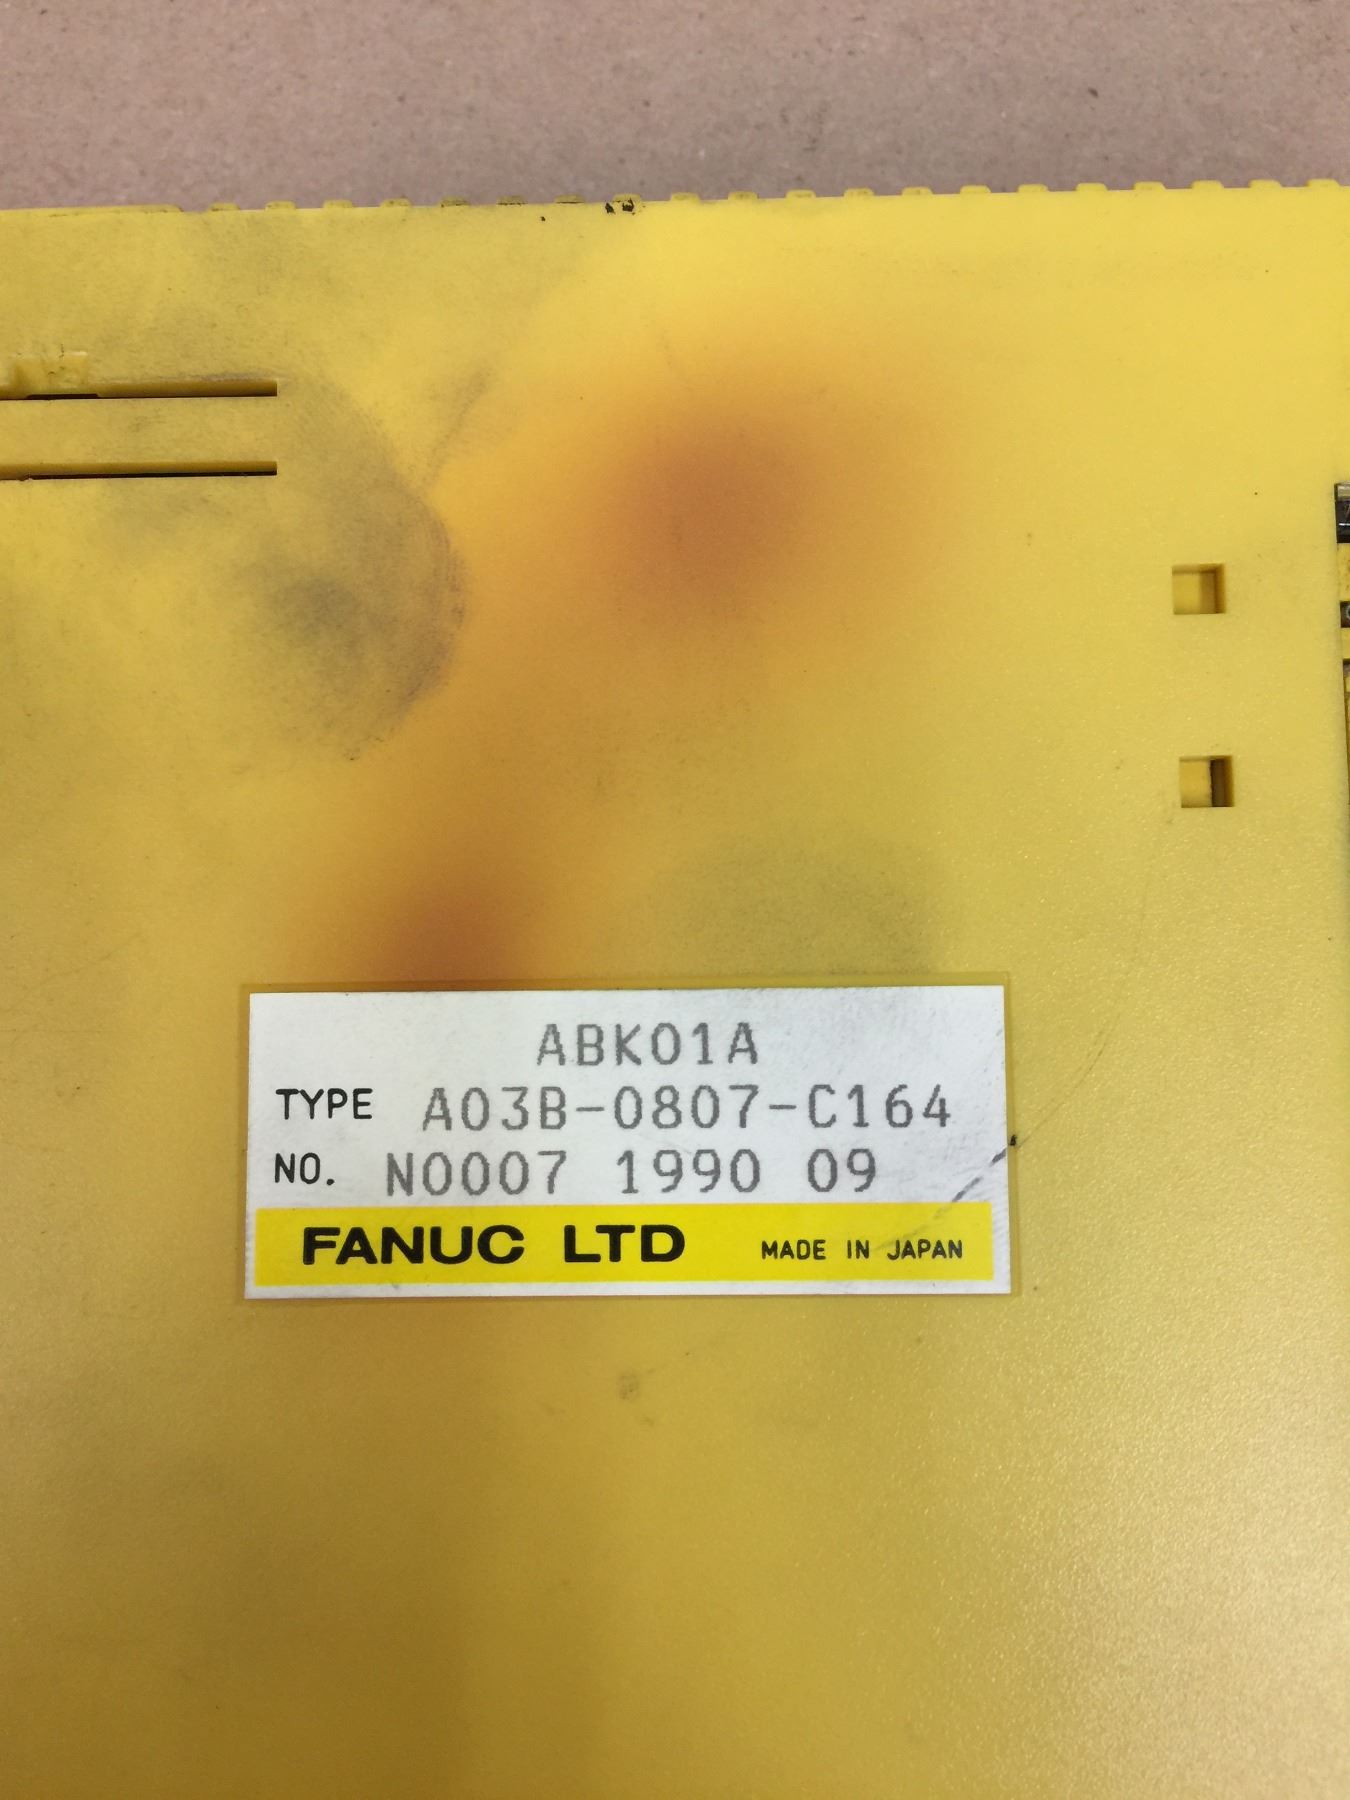 ABK01A
TYPE A03B-0807-C164
NO. N0007 1990 09
FANUC LTD MADE IN JAPAN